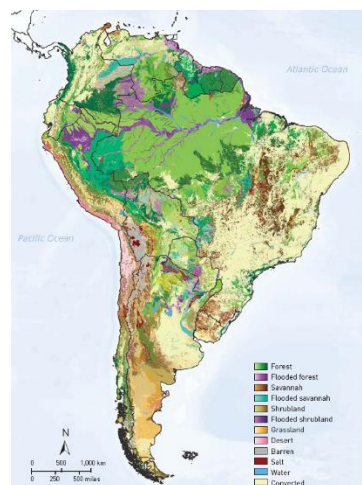 Atlantic Ocean
Pacific Ocean
Forest
Flooded forest
Savannah
Flooded savannah
Shrubland
Flooded shrubland
Grassland
Desert
Barren
Salt
Water
Converted
N
0 500 1,000 km
0 500 miles